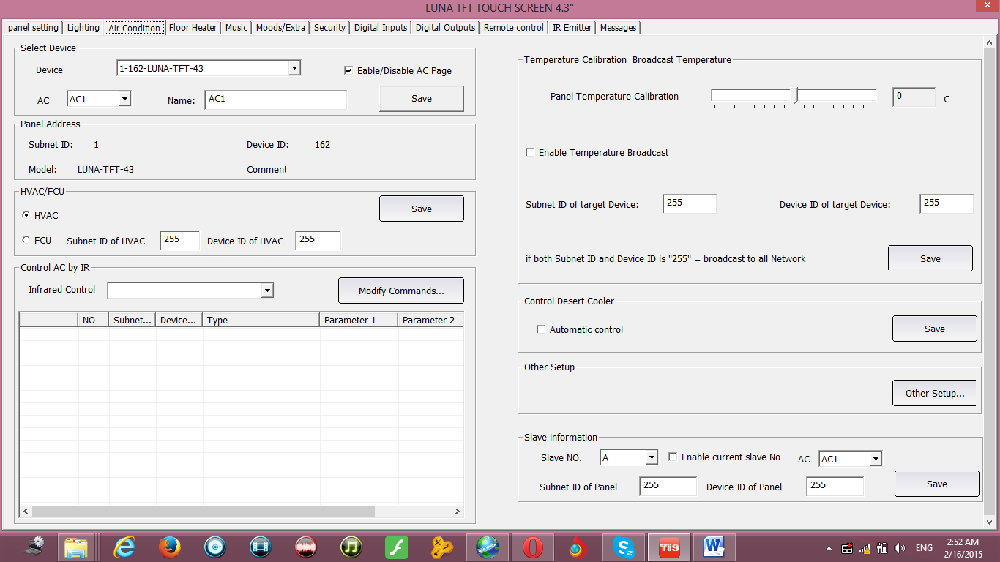 LUNA TFT TOUCH SCREEN 4.3"
panel setting Lighting Air Condition Floor Heater Music Moods/Extra Security Digital Inputs Digital Outputs Remote control IR Emitter Messages
Select Device
Device 1-162-LUNA-TFT-43 Eable/Disable AC Page
AC AC1 Name: AC1 Save
Panel Address
Subnet ID: 1 Device ID: 162
Model: LUNA-TFT-43 Comment
HVAC/FCU
HVAC Save
FCU Subnet ID of HVAC 255 Device ID of HVAC 255
Control AC by IR
Infrared Control Modify Commands...
NO Subnet... Device... Type Parameter 1 Parameter 2
Temperature Calibration _Broadcast Temperature
Panel Temperature Calibration 0 C
Enable Temperature Broadcast
Subnet ID of target Device: 255 Device ID of target Device: 255
if both Subnet ID and Device ID is "255" = broadcast to all Network Save
Control Desert Cooler
Automatic control Save
Other Setup
Other Setup...
Slave information
Slave NO. A Enable current slave No AC AC1
Subnet ID of Panel 255 Device ID of Panel 255 Save
TIS
ENG 2:52 AM
2/16/2015